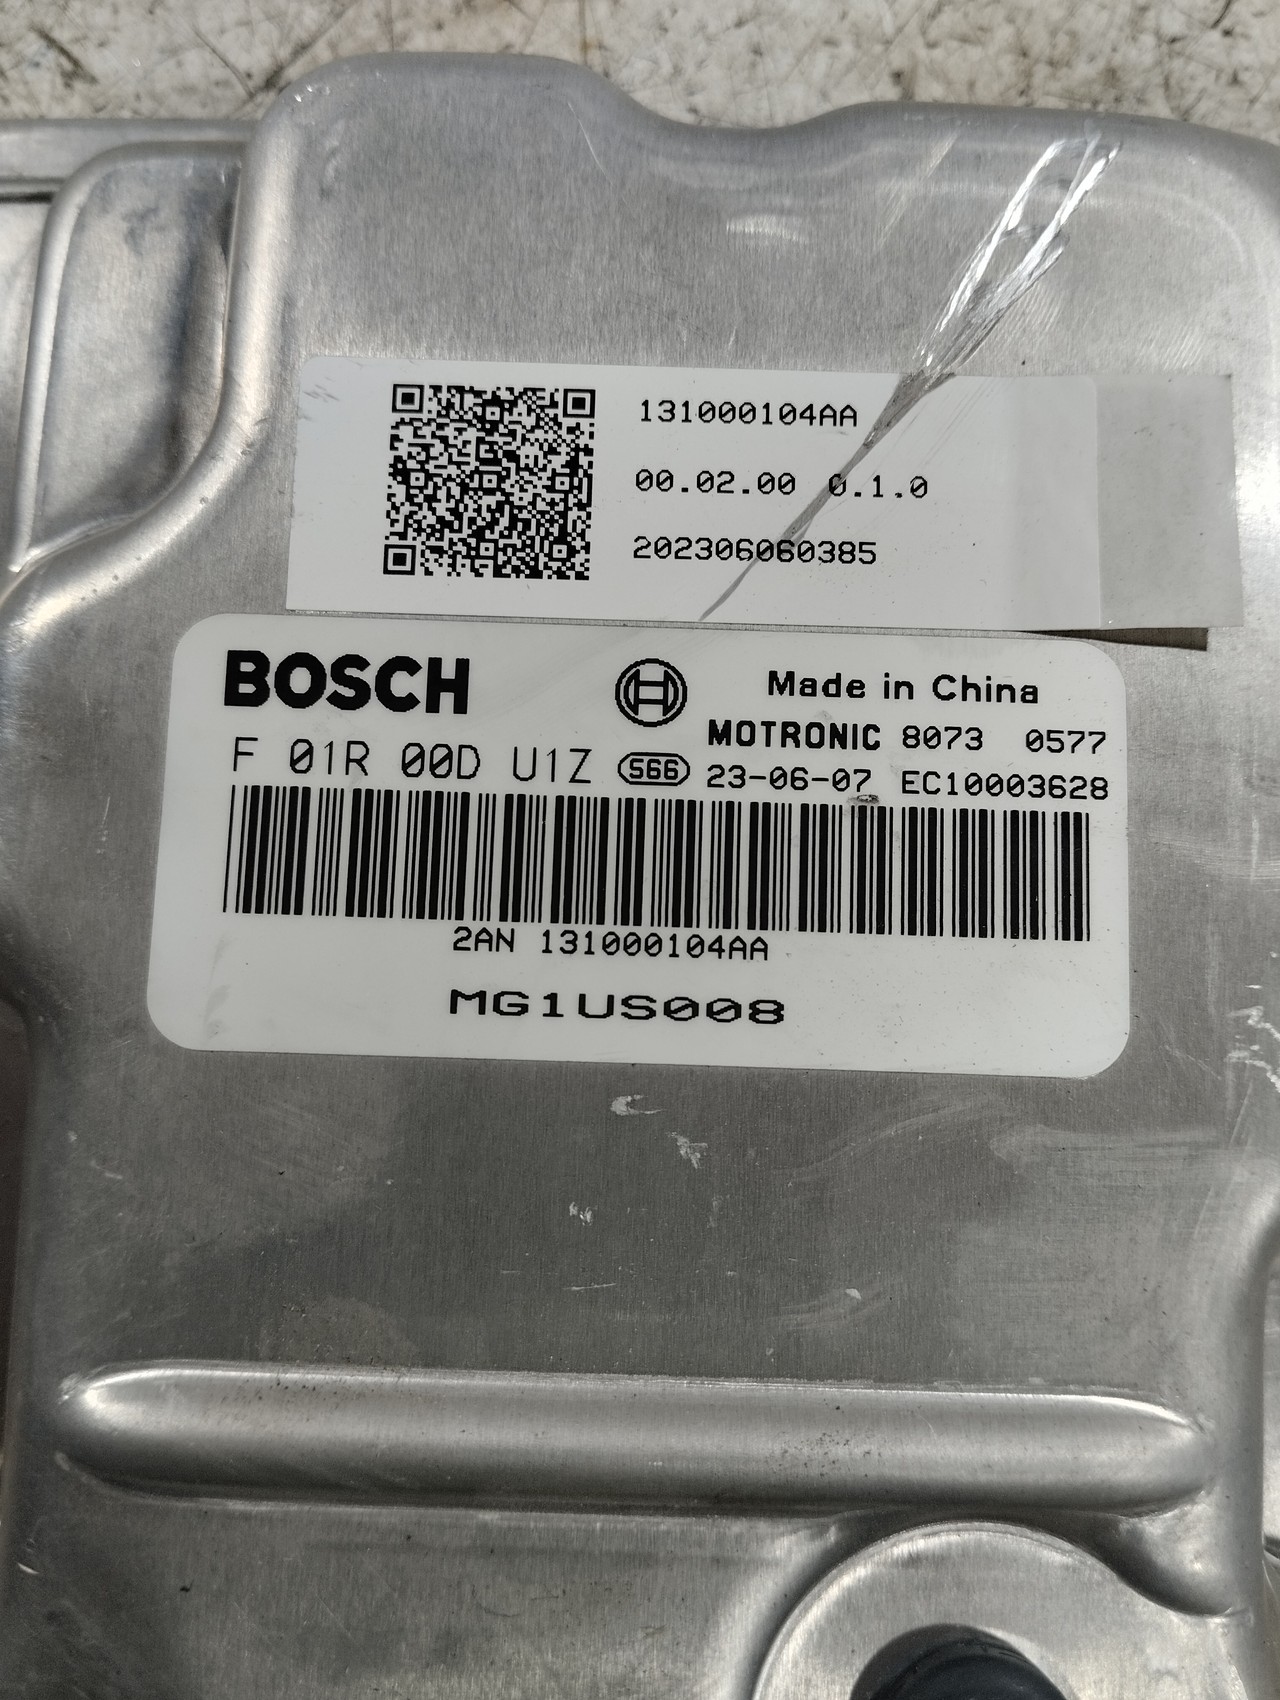 131000104AA
00.02.00 0.1.0
202306060385
BOSCH Made in China
MOTRONIC 8073 0577
F 01R 00D U1Z S66 23-06-07 EC10003628
2AN 131000104AA
MG1US008